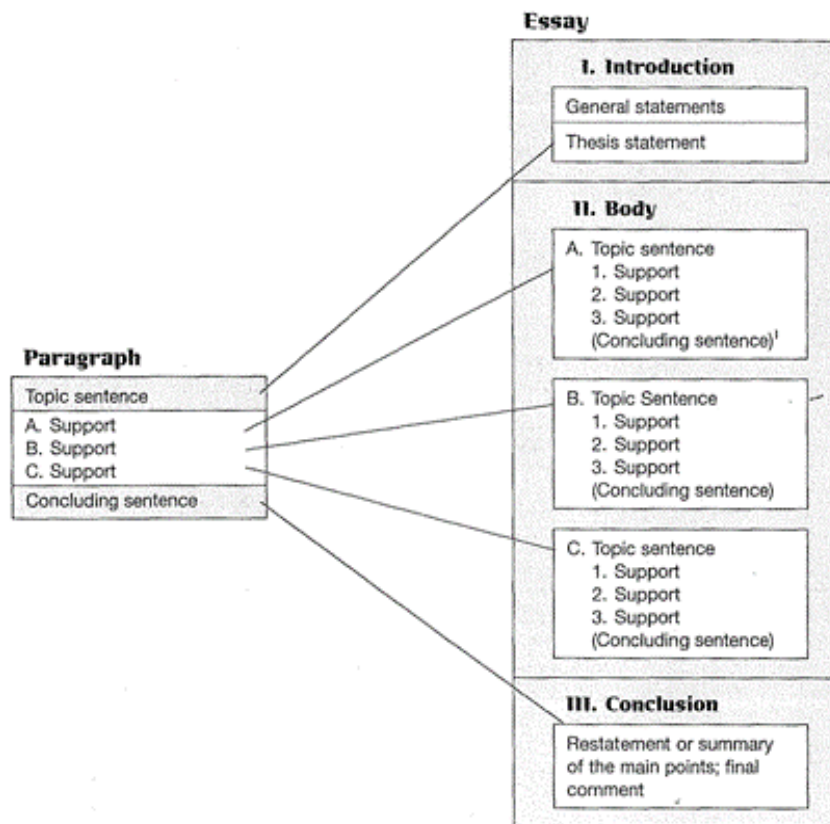 Essay
I. Introduction
General statements
Thesis statement
II. Body
A. Topic sentence
1. Support
2. Support
3. Support
(Concluding sentence)¹
Paragraph
Topic sentence
A. Support
B. Support
C. Support
Concluding sentence
B. Topic Sentence
1. Support
2. Support
3. Support
(Concluding sentence)
C. Topic sentence
1. Support
2. Support
3. Support
(Concluding sentence)
III. Conclusion
Restatement or summary
of the main points; final
comment